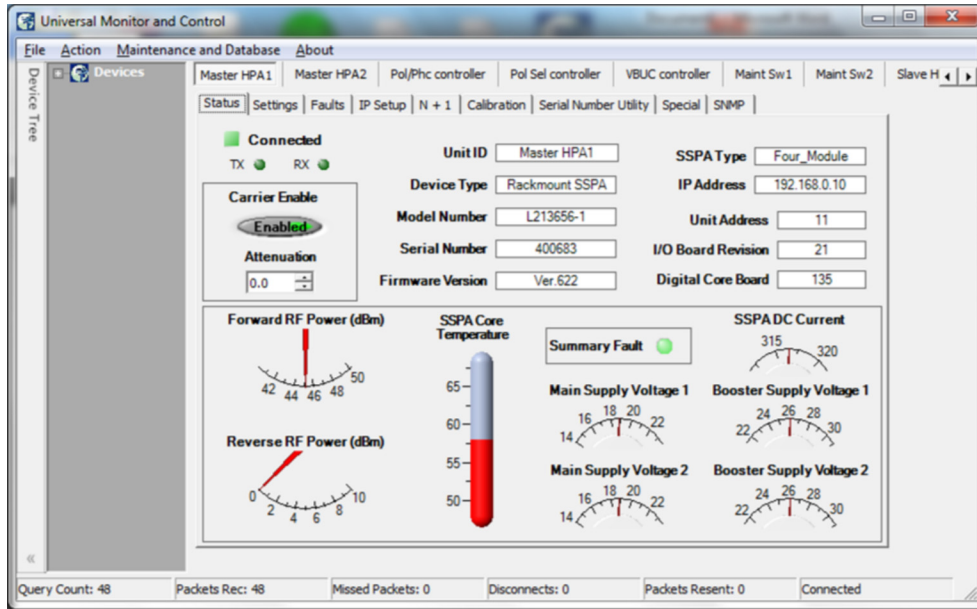 Universal Monitor and Control
File Action Maintenance and Database About
Device Tree
Devices
Master HPA1 Master HPA2 Pol/Phc controller Pol Sel controller VBUC controller Maint Sw1 Maint Sw2 Slave H
Status Settings Faults IP Setup N + 1 Calibration Serial Number Utility Special SNMP
Connected
TX RX
Carrier Enable
Enabled
Attenuation
0.0
Unit ID Master HPA1
Device Type Rackmount SSPA
Model Number L213656-1
Serial Number 400683
Firmware Version Ver.622
SSPA Type Four_Module
IP Address 192.168.0.10
Unit Address 11
I/O Board Revision 21
Digital Core Board 135
Forward RF Power (dBm)
42 44 46 48 50
Reverse RF Power (dBm)
0 2 4 6 8 10
SSPA Core
Temperature
65
60
55
50
Summary Fault
SSPA DC Current
315 320
Main Supply Voltage 1
14 16 18 20 22
Booster Supply Voltage 1
22 24 26 28 30
Main Supply Voltage 2
14 16 18 20 22
Booster Supply Voltage 2
22 24 26 28 30
Query Count: 48 Packets Rec: 48 Missed Packets: 0 Disconnects: 0 Packets Resent: 0 Connected